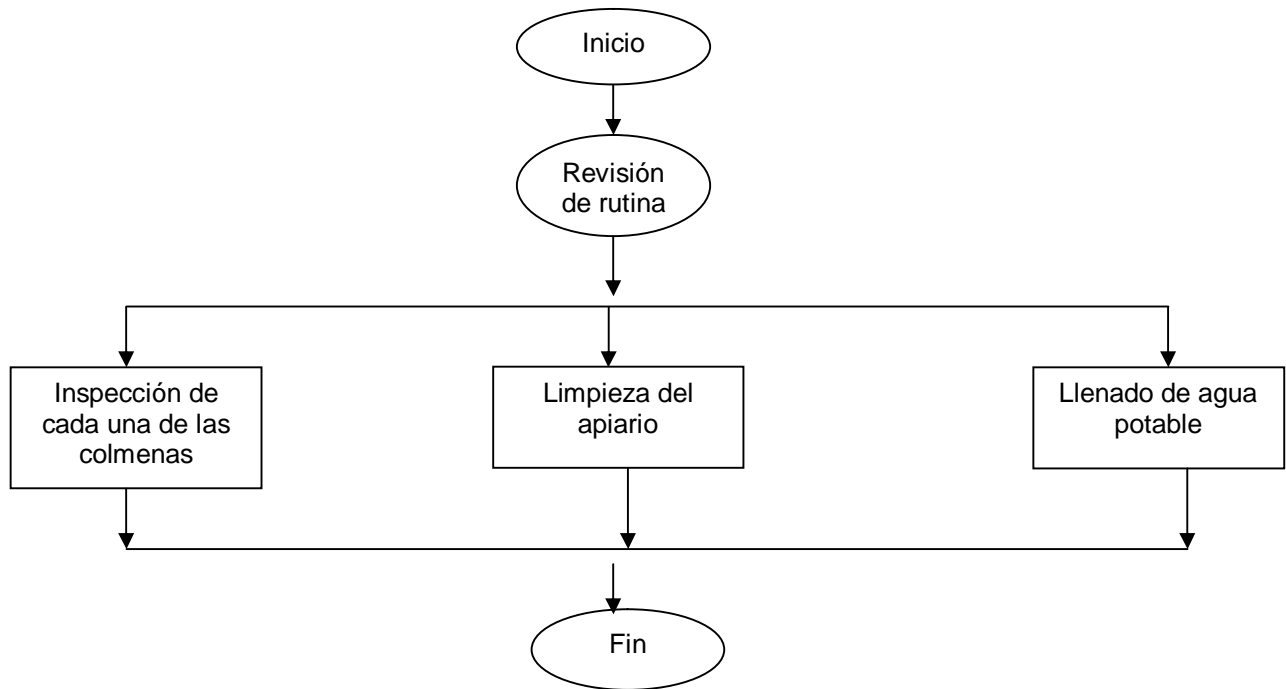 Inicio
Revisión
de rutina
Inspección de
cada una de las
colmenas
Limpieza del
apiario
Llenado de agua
potable
Fin